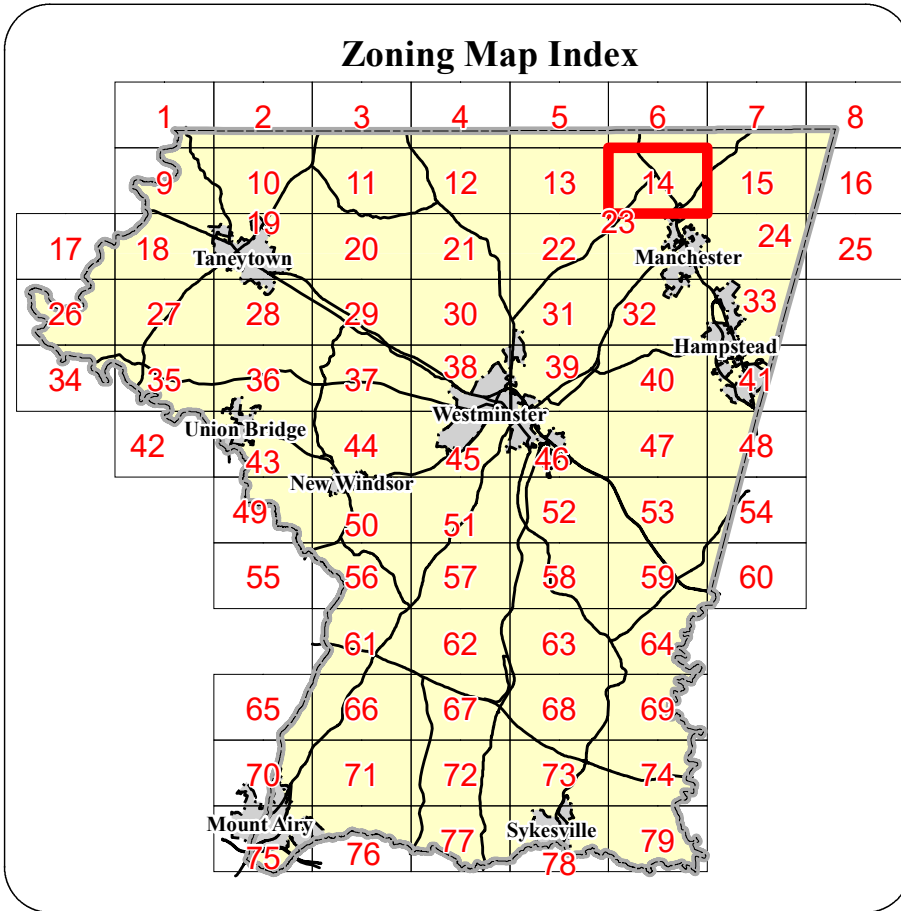 Zoning Map Index
1 2 3 4 5 6 7 8
9 10 11 12 13 14 15 16
17 18 19 20 21 22 23 24 25
Taneytown
Manchester
26 27 28 29 30 31 32 33
Hampstead
34 35 36 37 38 39 40 41
Westminster
Union Bridge
42 43 44 45 46 47 48
New Windsor
49 50 51 52 53 54
55 56 57 58 59 60
61 62 63 64
65 66 67 68 69
70 71 72 73 74
Mount Airy
Sykesville
75 76 77 78 79